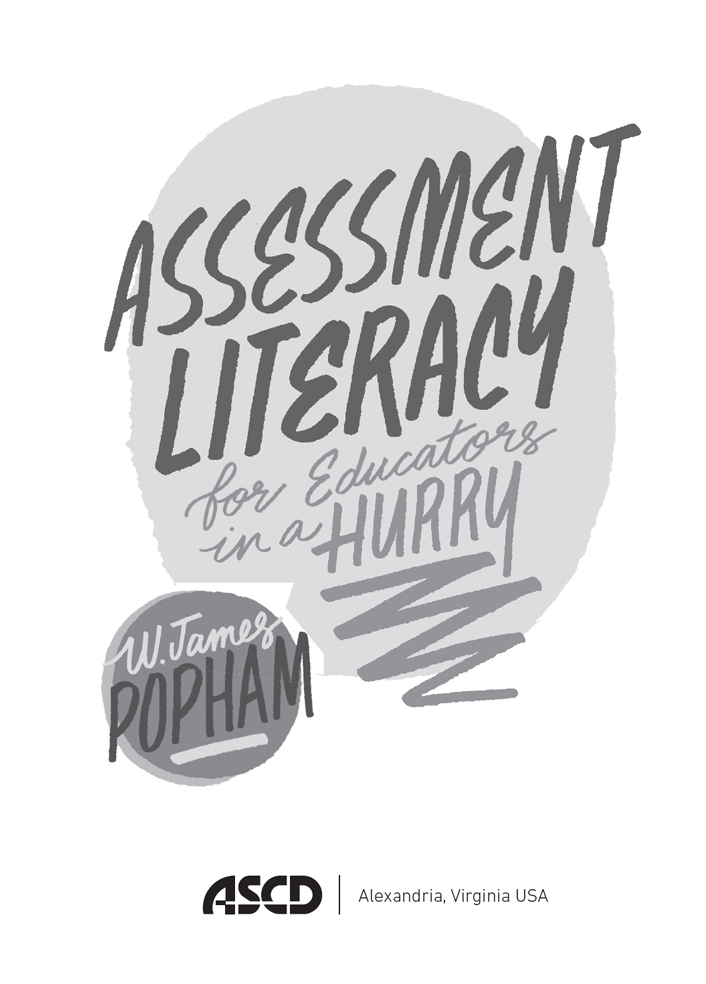 ASSESSMENT
LITERACY
for Educators
in a HURRY
W. James
POPHAM
ASCD | Alexandria, Virginia USA